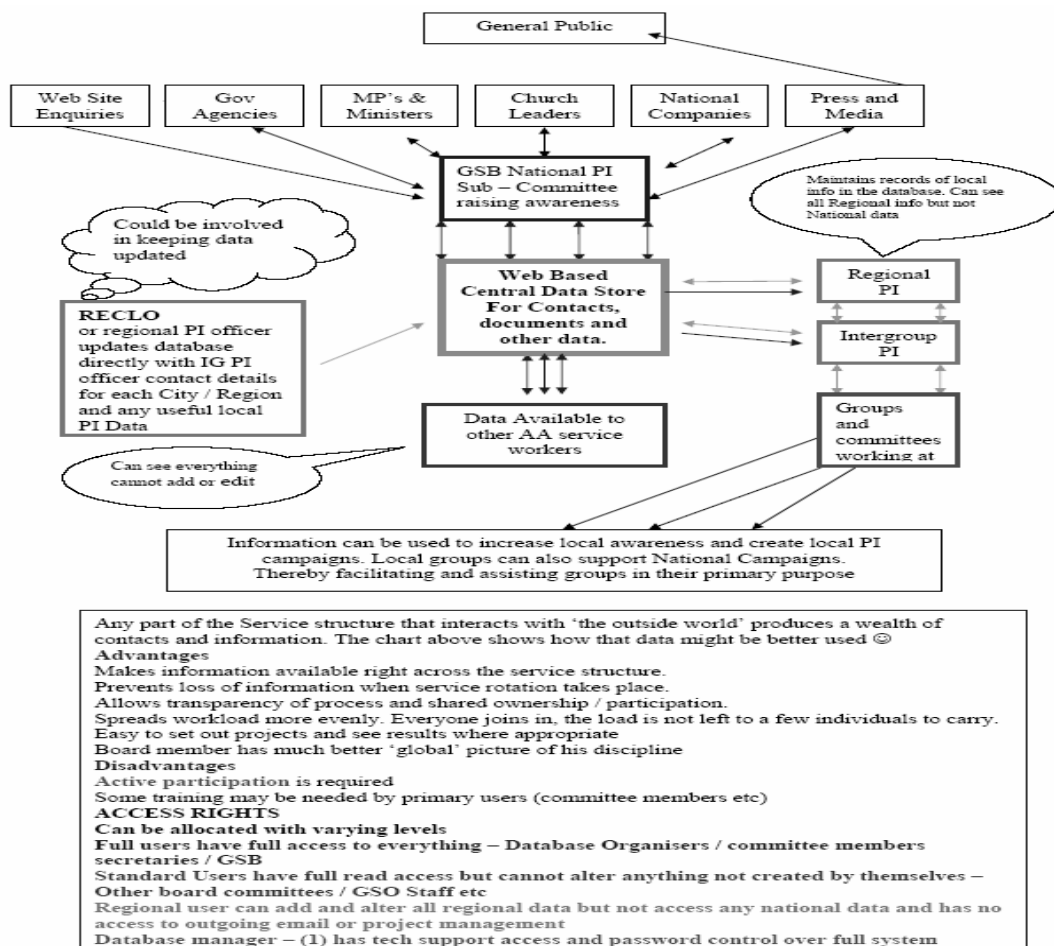 General Public
Web Site
Enquiries
Gov
Agencies
MP's &
Ministers
Church
Leaders
National
Companies
Press and
Media
GSB National PI
Sub – Committee
raising awareness
Maintains records of local
info in the database. Can see
all Regional info but not
National data
Could be involved
in keeping data
updated
Web Based
Central Data Store
For Contacts,
documents and
other data.
Regional
PI
Intergroup
PI
RECLO
or regional PI officer
updates database
directly with IG PI
officer contact details
for each City / Region
and any useful local
PI Data
Data Available to
other AA service
workers
Groups
and
committees
working at
Can see everything
cannot add or edit
Information can be used to increase local awareness and create local PI
campaigns. Local groups can also support National Campaigns.
Thereby facilitating and assisting groups in their primary purpose
Any part of the Service structure that interacts with 'the outside world' produces a wealth of
contacts and information. The chart above shows how that data might be better used ☺
Advantages
Makes information available right across the service structure.
Prevents loss of information when service rotation takes place.
Allows transparency of process and shared ownership / participation.
Spreads workload more evenly. Everyone joins in, the load is not left to a few individuals to carry.
Easy to set out projects and see results where appropriate
Board member has much better 'global' picture of his discipline
Disadvantages
Active participation is required
Some training may be needed by primary users (committee members etc)
ACCESS RIGHTS
Can be allocated with varying levels
Full users have full access to everything – Database Organisers / committee members
secretaries / GSB
Standard Users have full read access but cannot alter anything not created by themselves –
Other board committees / GSO Staff etc
Regional user can add and alter all regional data but not access any national data and has no
access to outgoing email or project management
Database manager – (1) has tech support access and password control over full system